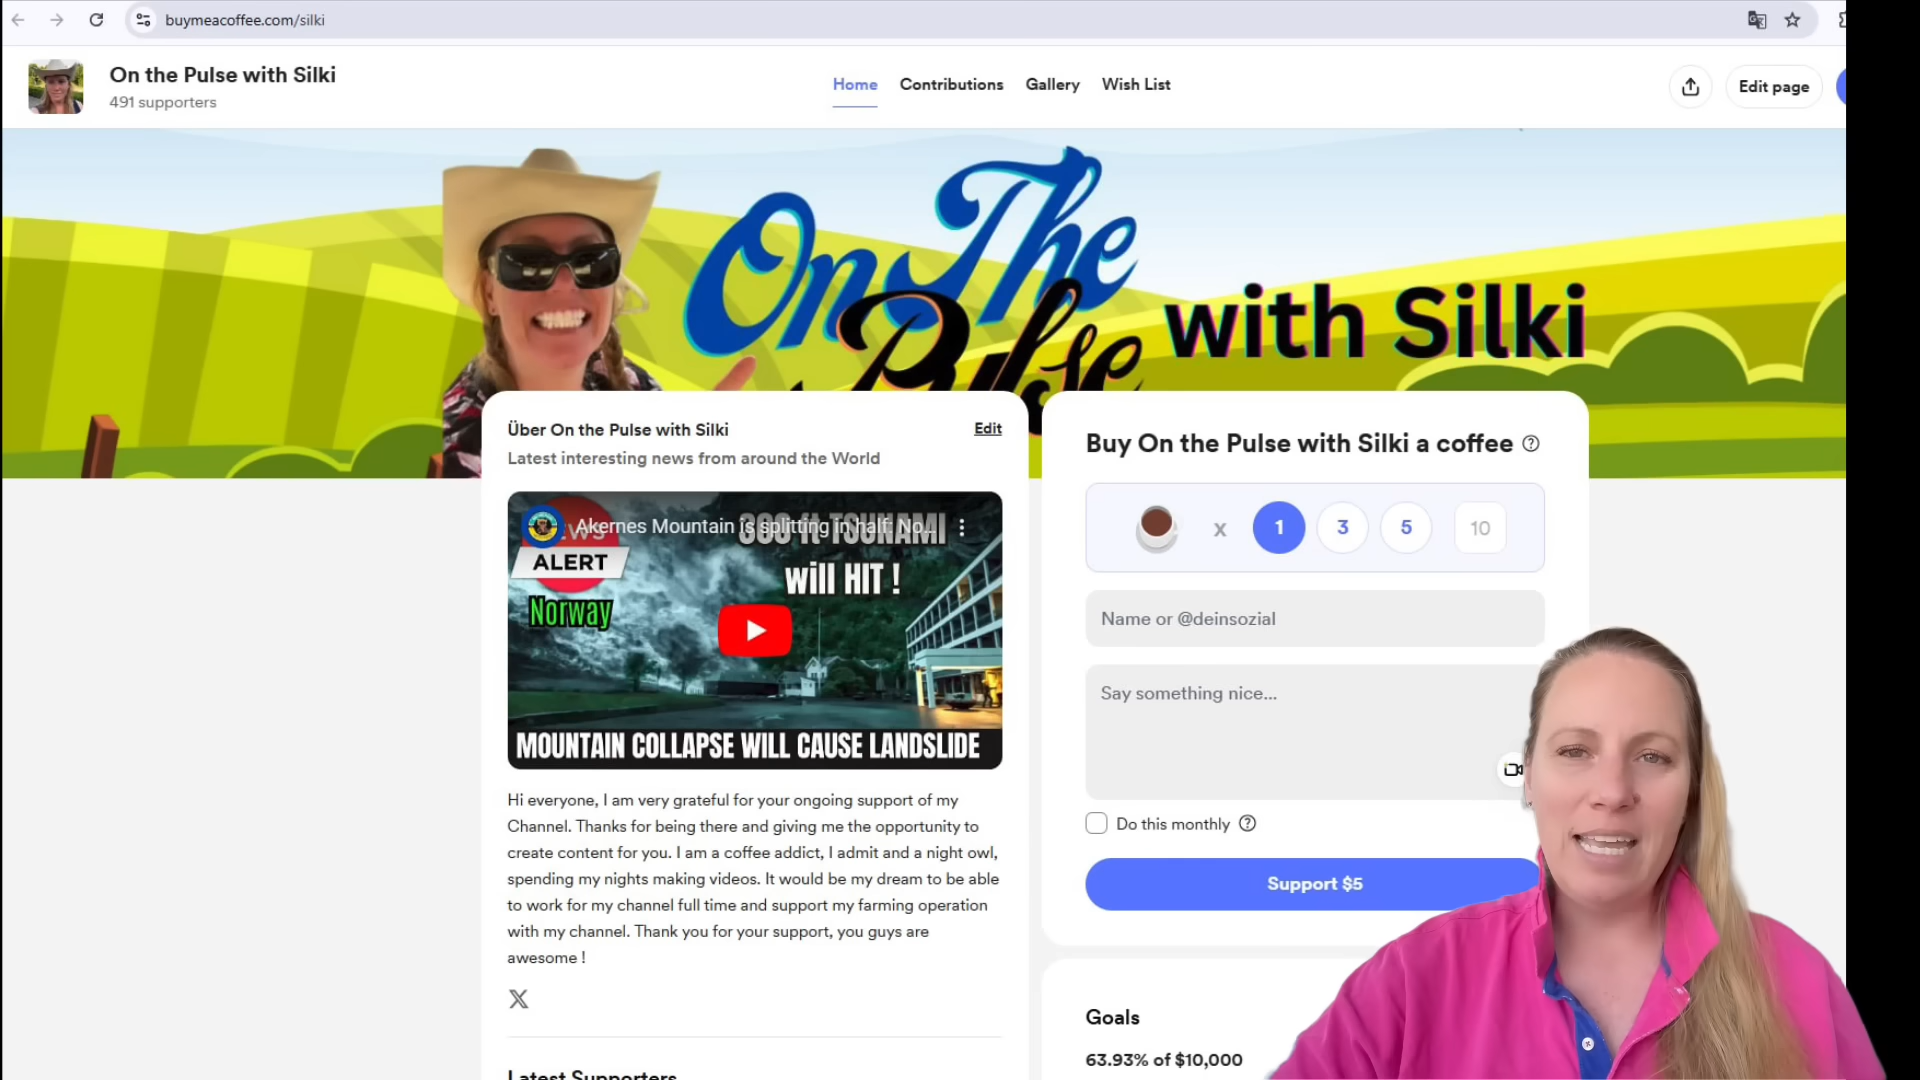 buymeacoffee.com/silki
On the Pulse with Silki
491 supporters
Home
Contributions
Gallery
Wish List
Edit page
On The
Pulse
with Silki
Über On the Pulse with Silki
Edit
Latest interesting news from around the World
Akernes Mountain is splitting in half: No...
300 ft TSUNAMI
will HIT !
NEWS
ALERT
Norway
MOUNTAIN COLLAPSE WILL CAUSE LANDSLIDE
Hi everyone, I am very grateful for your ongoing support of my
Channel. Thanks for being there and giving me the opportunity to
create content for you. I am a coffee addict, I admit and a night owl,
spending my nights making videos. It would be my dream to be able
to work for my channel full time and support my farming operation
with my channel. Thank you for your support, you guys are
awesome !
Latest Supporters
Buy On the Pulse with Silki a coffee
x 1 3 5 10
Name or @deinsozial
Say something nice...
Do this monthly
Support $5
Goals
63.93% of $10,000